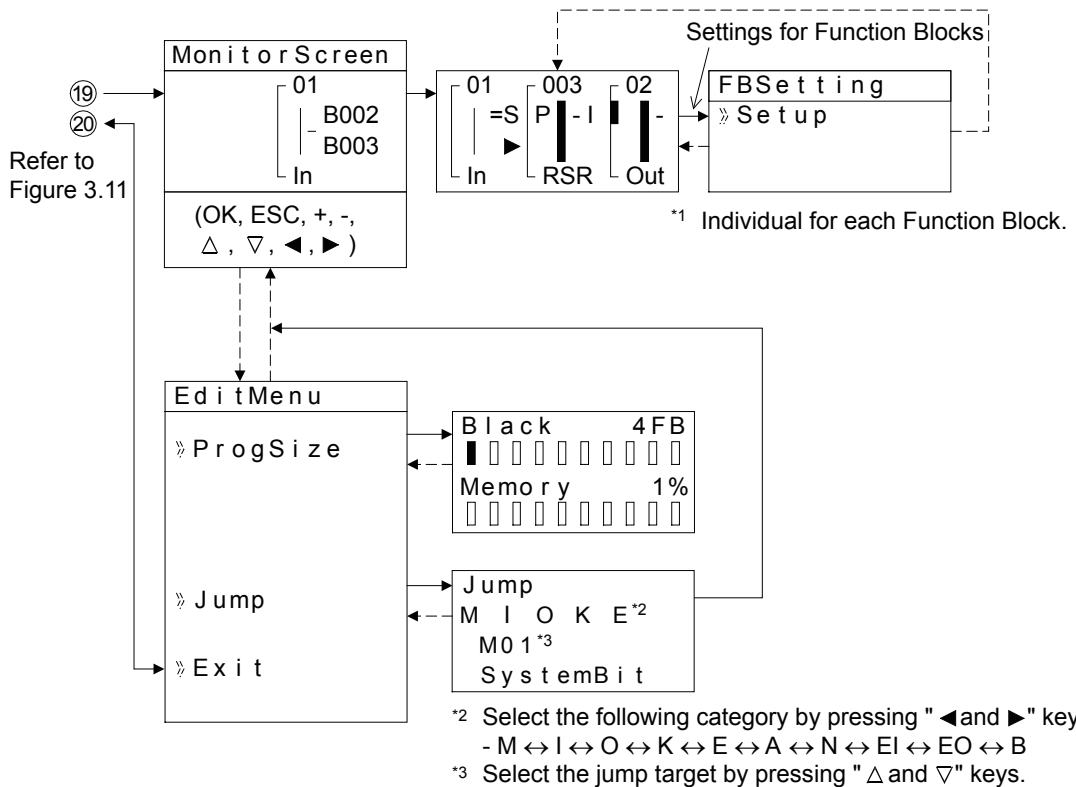 Settings for Function Blocks
MonitorScreen
01
B002
B003
In
(OK, ESC, +, -,
△ , ▽, ◀, ▶ )
⑲
⑳
Refer to
Figure 3.11
01 003 02
=S P - I -
▶
In RSR Out
FBSetting
» Setup
*1 Individual for each Function Block.
EditMenu
» ProgSize
» Jump
» Exit
Black 4FB
Memory 1%
Jump
M I O K E*2
M01*3
SystemBit
*2 Select the following category by pressing " ◀and ▶" key
- M ↔ I ↔ O ↔ K ↔ E ↔ A ↔ N ↔ EI ↔ EO ↔ B
*3 Select the jump target by pressing " △ and ▽" keys.